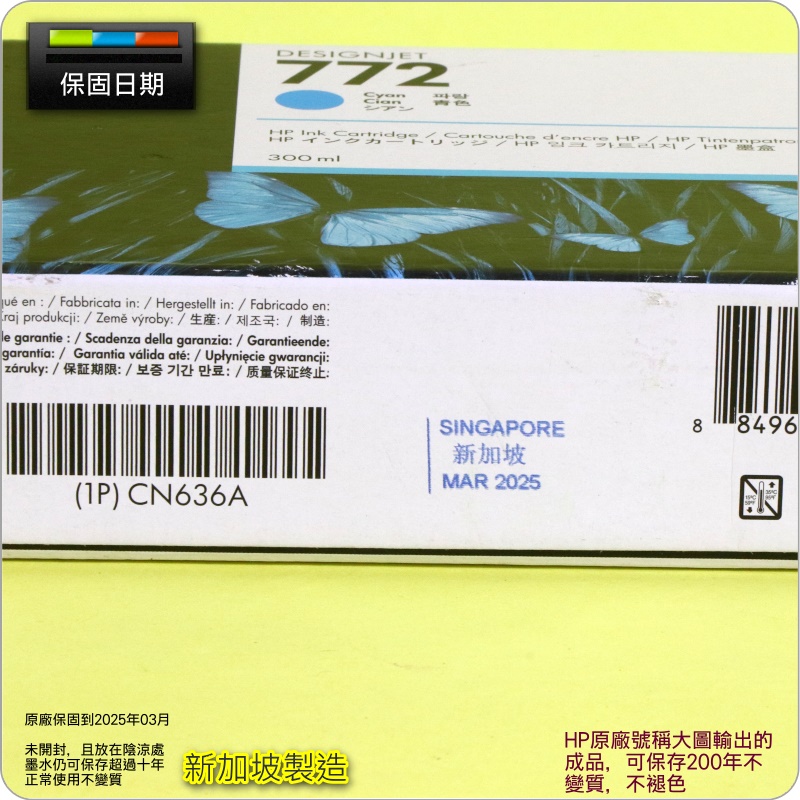 保固日期
DESIGNJET
772
Cyan 파랑
Cian 青色
シアン
HP Ink Cartridge / Cartouche d'encre HP / HP Tintenpatro
HP インクカートリッジ / HP 잉크 카트리지 / HP 墨盒
300 ml
qué en : / Fabbricata in: / Hergestellt in: / Fabricado en:
Kraj produkcji: / Země výroby: / 生産: / 제조국: / 制造:
de garantie : / Scadenza della garanzia: / Garantieende:
garantía: / Garantia válida até: / Upłynięcie gwarancji:
záruky: / 保証期限: / 보증 기간 만료: / 质量保证终止:
(1P) CN636A
SINGAPORE
新加坡
MAR 2025
8 8496
原廠保固到2025年03月
未開封，且放在陰涼處
墨水仍可保存超過十年
正常使用不變質
新加坡製造
HP原廠號稱大圖輸出的
成品，可保存200年不
變質，不褪色